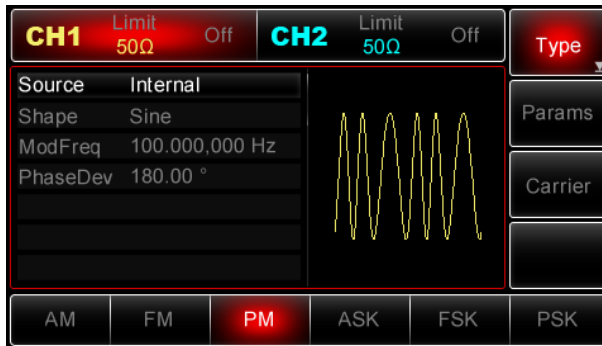 CH1 Limit 50Ω Off CH2 Limit 50Ω Off
Type
Source Internal
Shape Sine
ModFreq 100.000,000 Hz
PhaseDev 180.00 °
Params
Carrier
AM FM PM ASK FSK PSK